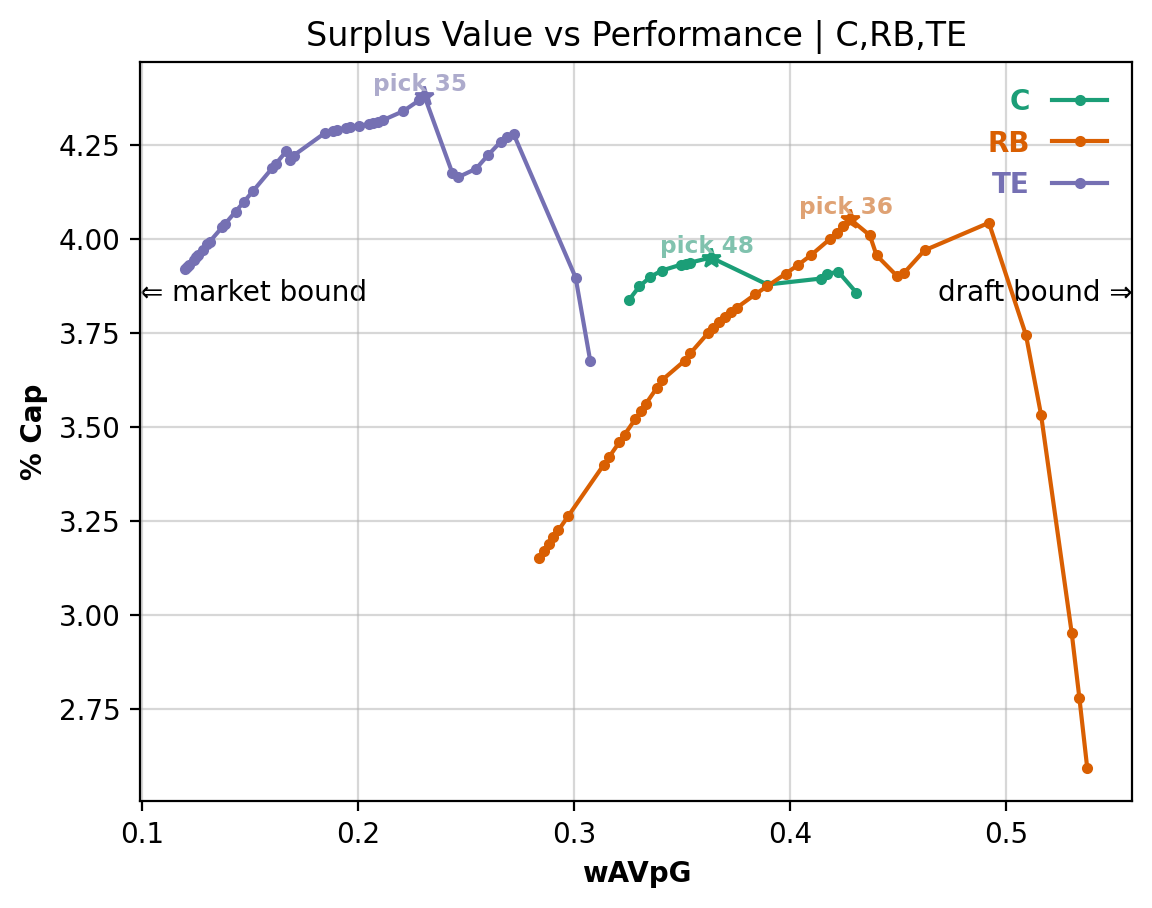 Surplus Value vs Performance | C,RB,TE
pick 35
C
RB
TE
pick 36
pick 48
⇐ market bound
draft bound ⇒
% Cap
4.25
4.00
3.75
3.50
3.25
3.00
2.75
0.1 0.2 0.3 0.4 0.5
wAVpG